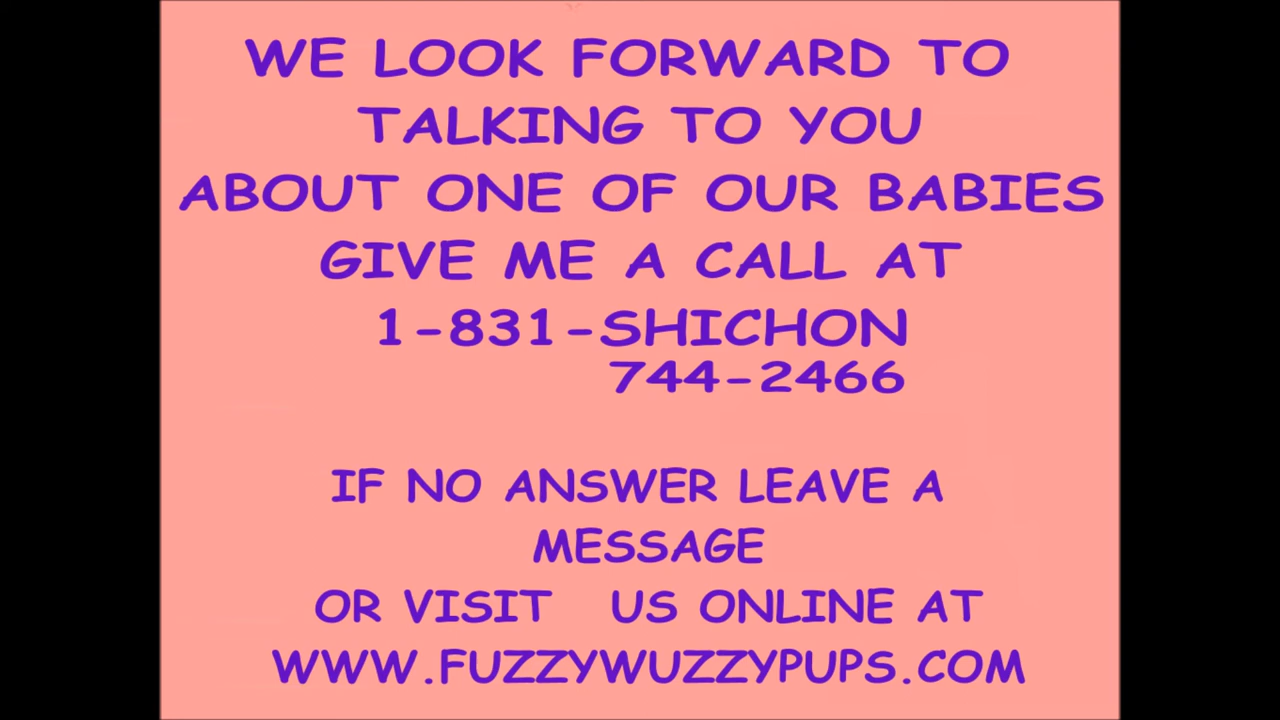 WE LOOK FORWARD TO
TALKING TO YOU
ABOUT ONE OF OUR BABIES
GIVE ME A CALL AT
1-831-SHICHON
744-2466
IF NO ANSWER LEAVE A
MESSAGE
OR VISIT US ONLINE AT
WWW.FUZZYWUZZYPUPS.COM